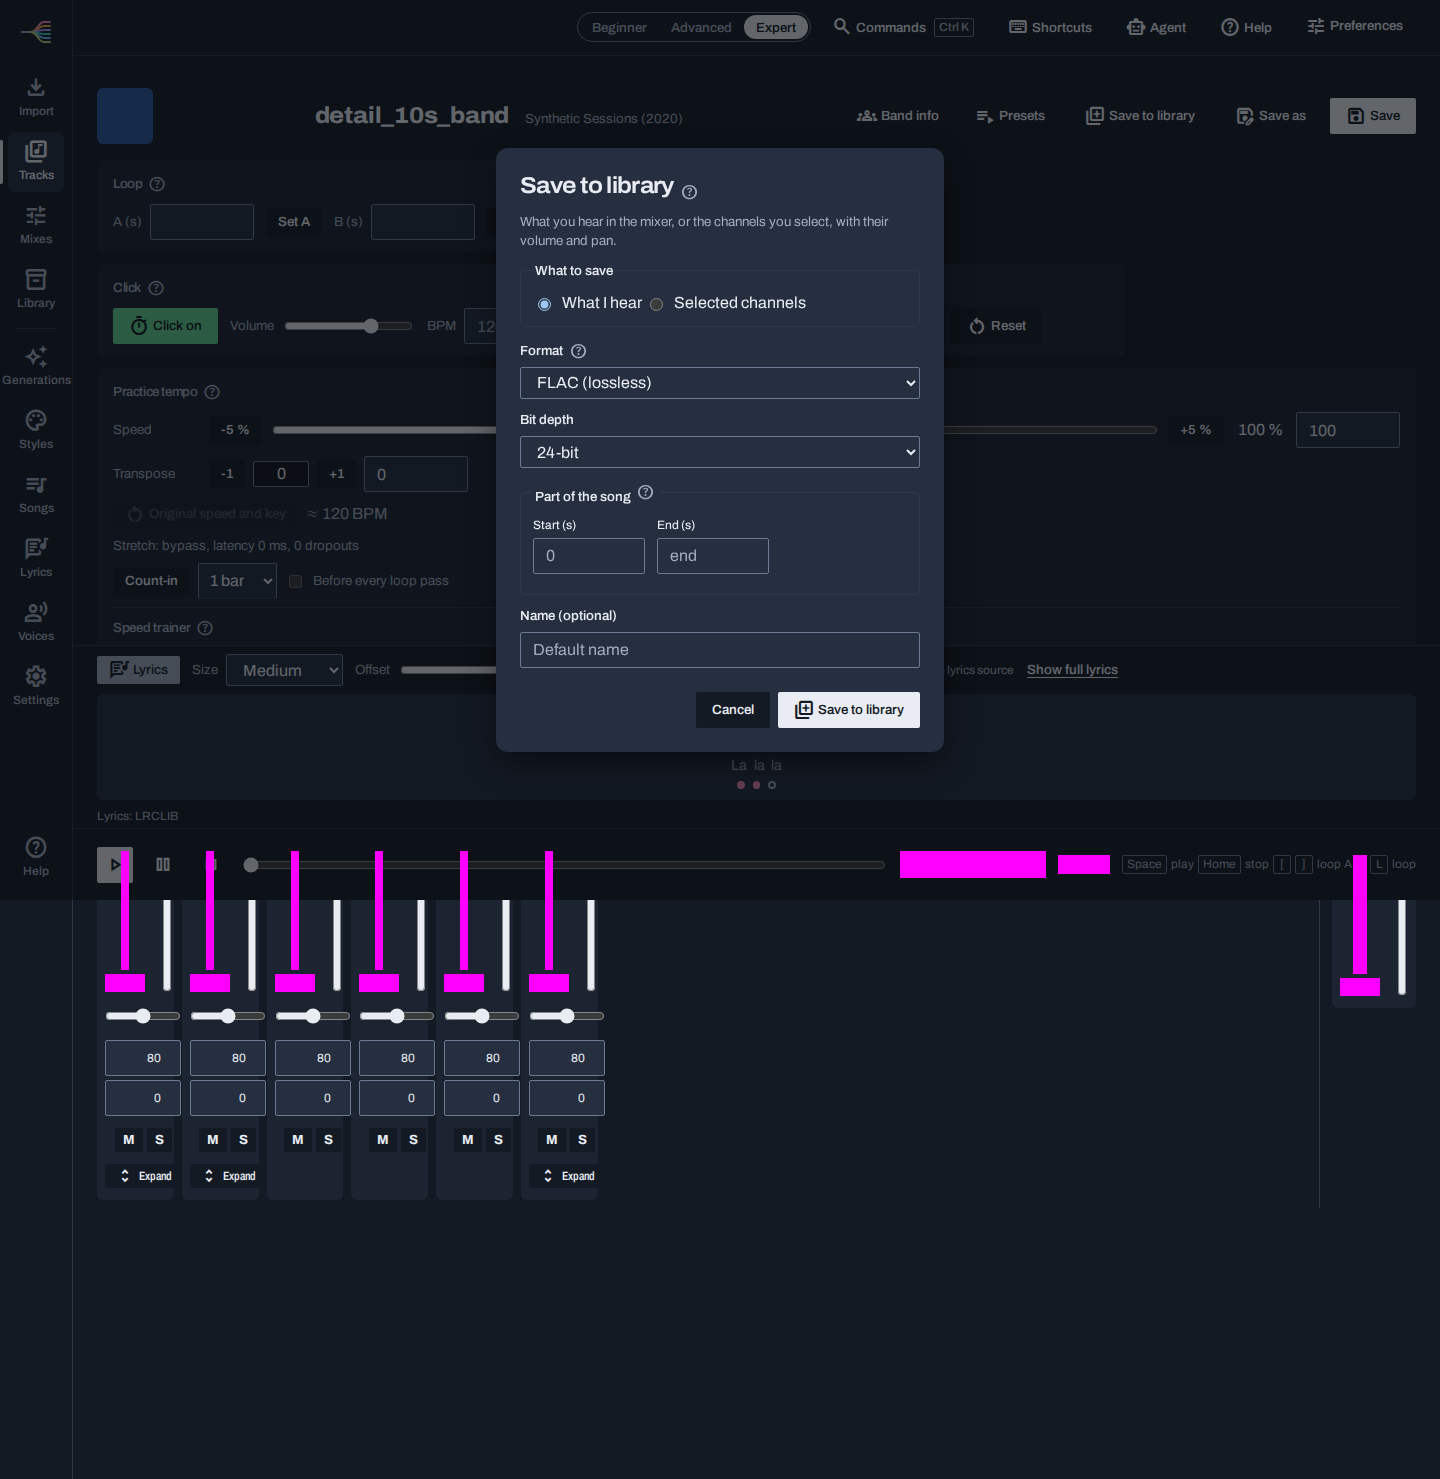 Beginner Advanced Expert Commands Ctrl K Shortcuts Agent Help Preferences
Import
Tracks
Mixes
Library
Generations
Styles
Songs
Lyrics
Voices
Settings
Help
detail_10s_band Synthetic Sessions (2020) Band info Presets Save to library Save as Save
Loop
A (s) Set A B (s)
Click
Click on Volume BPM Reset
Practice tempo
Speed -5 % +5 % 100 % 100
Transpose -1 0 +1 0
Original speed and key ≈ 120 BPM
Stretch: bypass, latency 0 ms, 0 dropouts
Count-in 1 bar Before every loop pass
Speed trainer
Lyrics Size Medium Offset lyrics source Show full lyrics
Save to library
What you hear in the mixer, or the channels you select, with their
volume and pan.
What to save
What I hear Selected channels
Format
FLAC (lossless)
Bit depth
24-bit
Part of the song
Start (s) End (s)
0 end
Name (optional)
Default name
Cancel Save to library
La la la
Lyrics: LRCLIB
Space play Home stop [ ] loop A L loop
80 80 80 80 80 80
0 0 0 0 0 0
M S M S M S M S M S M S
Expand Expand Expand